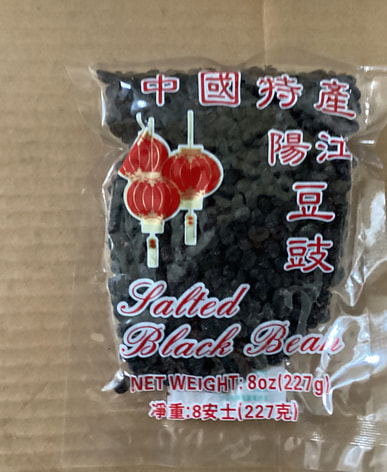 中國特產
陽江
豆豉
Salted
Black Bean
NET WEIGHT: 8oz(227g)
淨重:8安士(227克)